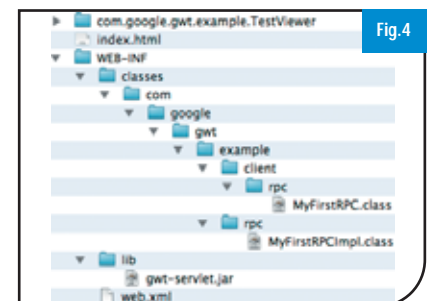 Fig.4
com.google.gwt.example.TestViewer
index.html
WEB-INF
classes
com
google
gwt
example
client
rpc
MyFirstRPC.class
rpc
MyFirstRPCImpl.class
lib
gwt-servlet.jar
web.xml